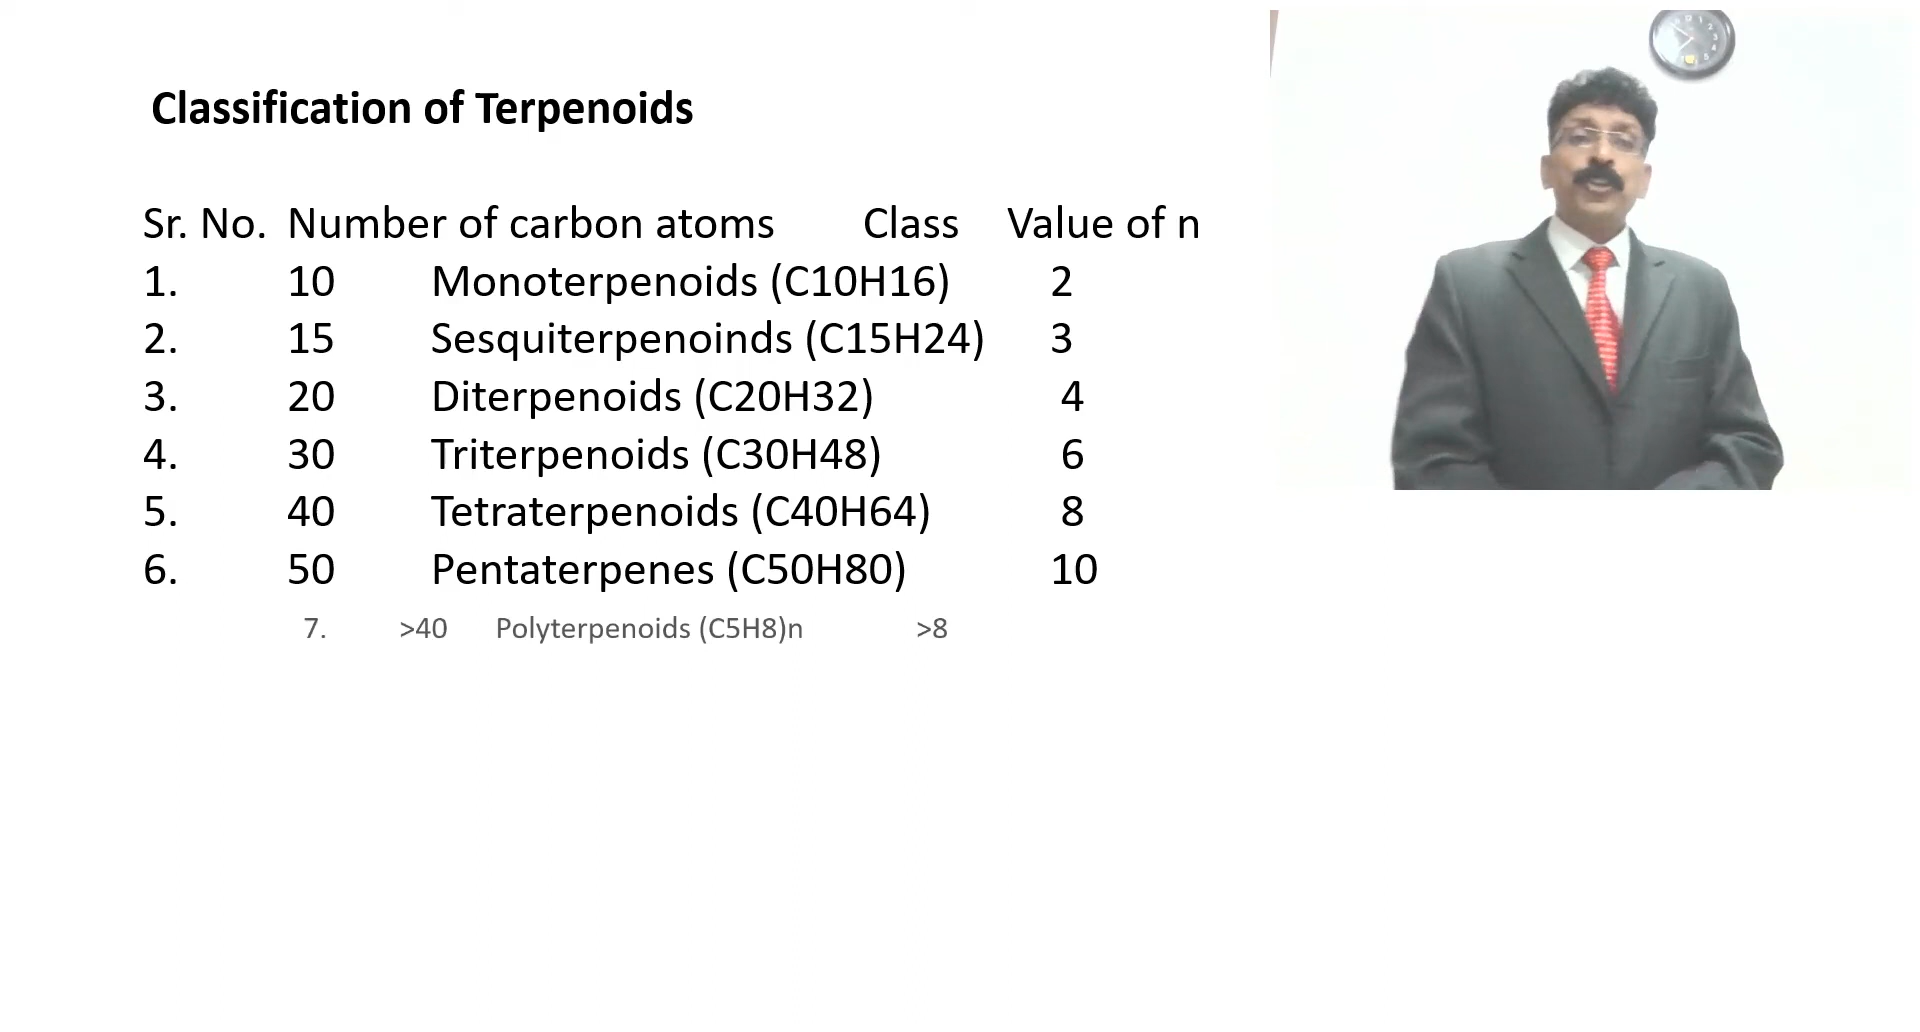 Classification of Terpenoids
Sr. No. Number of carbon atoms Class Value of n
1. 10 Monoterpenoids (C10H16) 2
2. 15 Sesquiterpenoinds (C15H24) 3
3. 20 Diterpenoids (C20H32) 4
4. 30 Triterpenoids (C30H48) 6
5. 40 Tetraterpenoids (C40H64) 8
6. 50 Pentaterpenes (C50H80) 10
7. >40 Polyterpenoids (C5H8)n >8